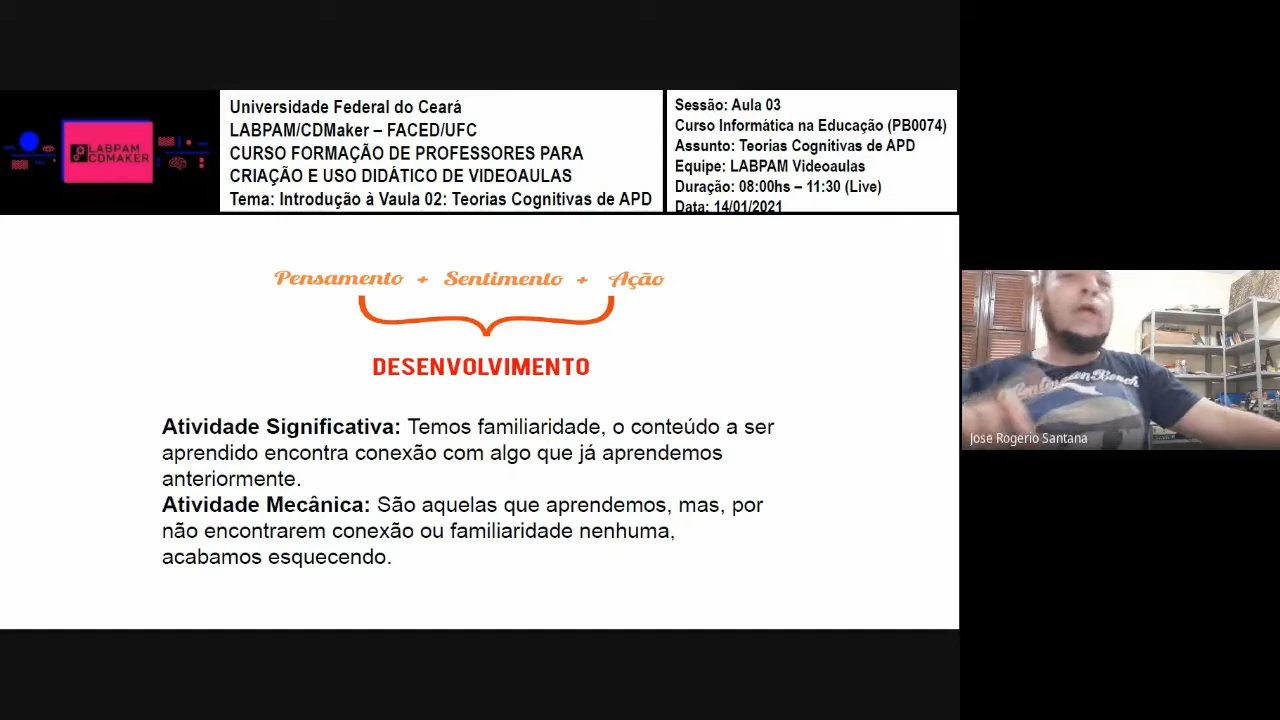 LABPAM
CDMAKER
Universidade Federal do Ceará
LABPAM/CDMaker – FACED/UFC
CURSO FORMAÇÃO DE PROFESSORES PARA
CRIAÇÃO E USO DIDÁTICO DE VIDEOAULAS
Tema: Introdução à Vaula 02: Teorias Cognitivas de APD
Sessão: Aula 03
Curso Informática na Educação (PB0074)
Assunto: Teorias Cognitivas de APD
Equipe: LABPAM Videoaulas
Duração: 08:00hs – 11:30 (Live)
Data: 14/01/2021
Pensamento + Sentimento + Ação
DESENVOLVIMENTO
Atividade Significativa: Temos familiaridade, o conteúdo a ser
aprendido encontra conexão com algo que já aprendemos
anteriormente.
Atividade Mecânica: São aquelas que aprendemos, mas, por
não encontrarem conexão ou familiaridade nenhuma,
acabamos esquecendo.
Jose Rogerio Santana